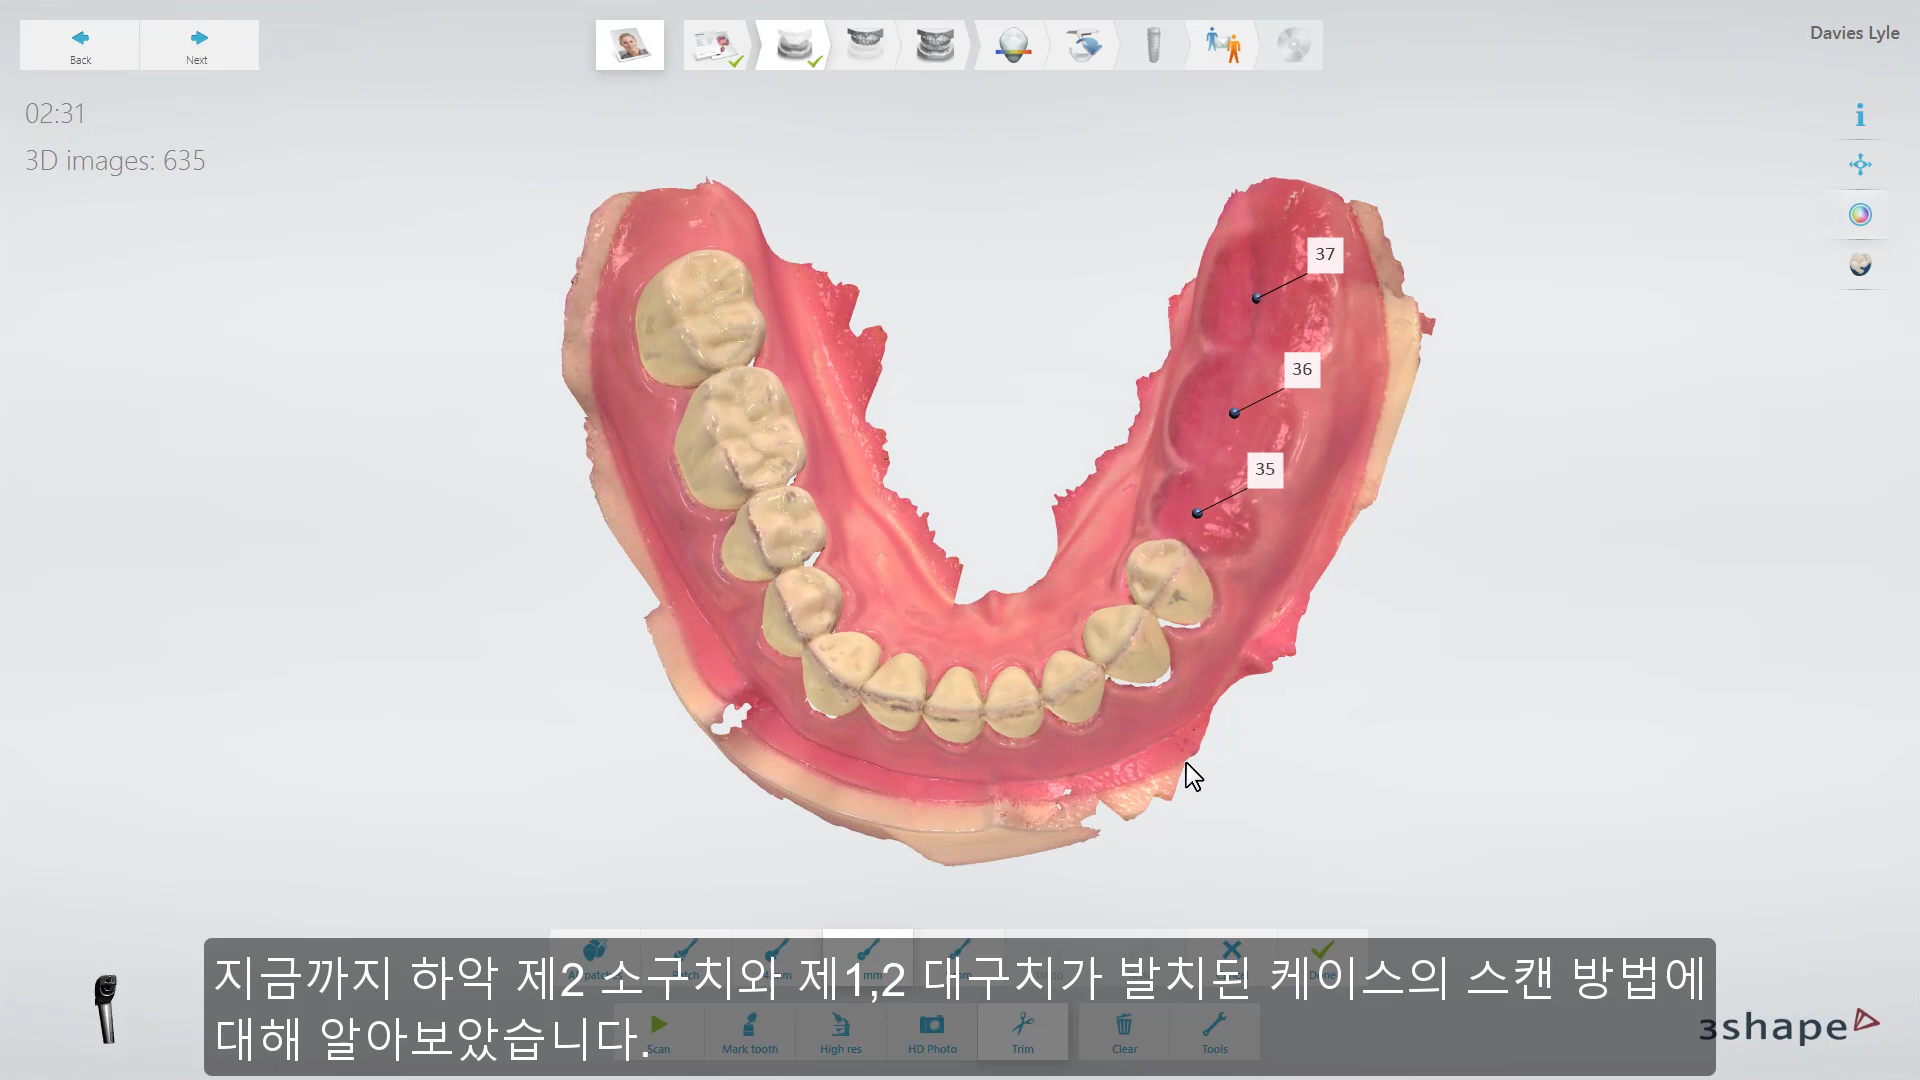 Back
Next
Davies Lyle
02:31
3D images: 635
37
36
35
지금까지 하악 제2 소구치와 제1,2 대구치가 발치된 케이스의 스캔 방법에
대해 알아보았습니다.
Scan
Mark tooth
High res
HD Photo
Trim
Clear
Tools
3shape